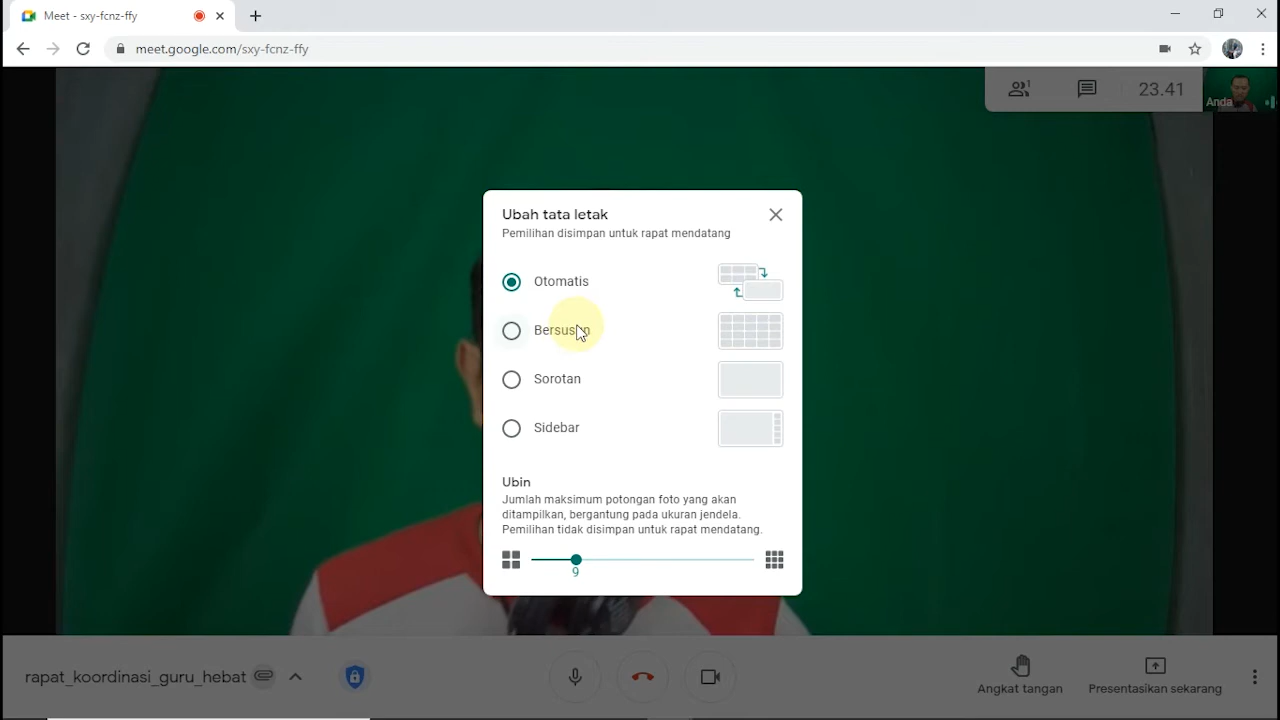 Meet - sxy-fcnz-ffy
meet.google.com/sxy-fcnz-ffy
1
23.41
Anda
Ubah tata letak
Pemilihan disimpan untuk rapat mendatang
Otomatis
Bersusun
Sorotan
Sidebar
Ubin
Jumlah maksimum potongan foto yang akan
ditampilkan, bergantung pada ukuran jendela.
Pemilihan tidak disimpan untuk rapat mendatang.
9
rapat_koordinasi_guru_hebat
Angkat tangan
Presentasikan sekarang